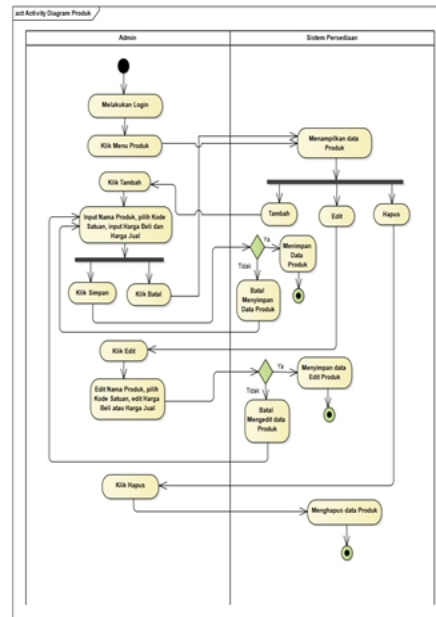 act Activity Diagram Produk
Admin
Sistem Persediaan
Melakukan Login
Klik Menu Produk
Menampilkan data
Produk
Klik Tambah
Tambah
Edit
Hapus
Input Nama Produk, pilih Kode
Satuan, input Harga Beli dan
Harga Jual
Ya
Menimpan
Data
Produk
Tidak
Klik Simpan
Klik Batal
Batal
Menyimpan
Data Produk
Klik Edit
Edit Nama Produk, pilih
Kode Satuan, edit Harga
Beli atau Harga Jual
Ya
Menyimpan data
Edit Produk
Tidak
Batal
Mengedit data
Produk
Klik Hapus
Menghapus data Produk